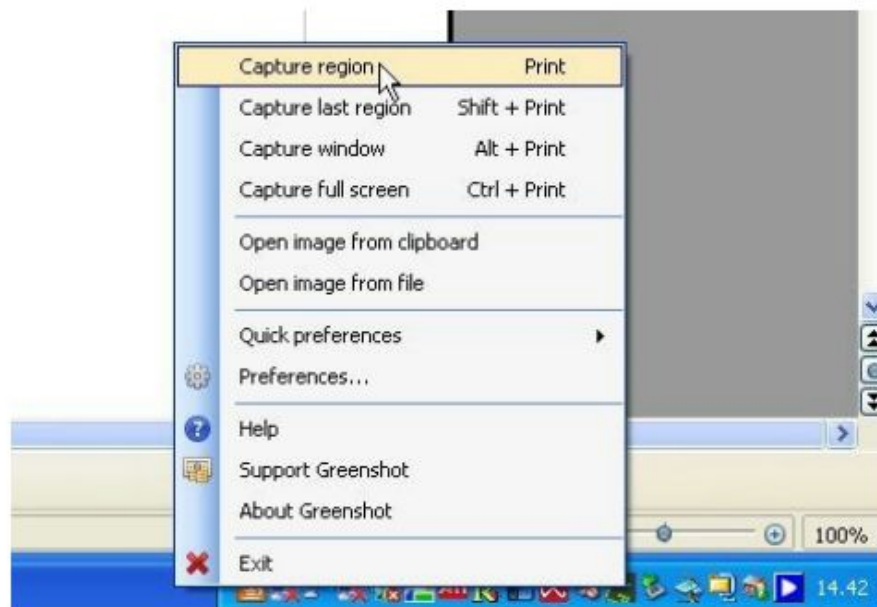 Capture region Print
Capture last region Shift + Print
Capture window Alt + Print
Capture full screen Ctrl + Print
Open image from clipboard
Open image from file
Quick preferences
Preferences...
Help
Support Greenshot
About Greenshot
100%
Exit
14.42